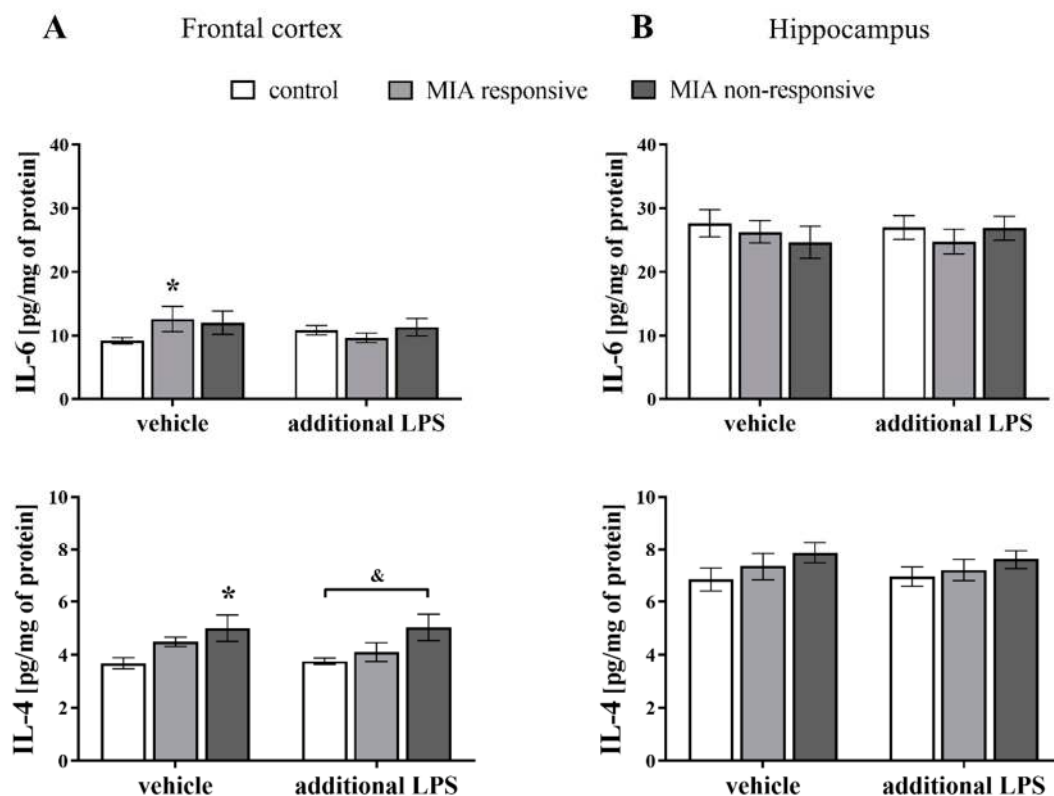 A Frontal cortex
B Hippocampus
control MIA responsive MIA non-responsive
IL-6 [pg/mg of protein]
40
30
20
10
0
*
vehicle additional LPS
IL-6 [pg/mg of protein]
40
30
20
10
0
vehicle additional LPS
IL-4 [pg/mg of protein]
10
8
6
4
2
0
*
&
vehicle additional LPS
IL-4 [pg/mg of protein]
10
8
6
4
2
0
vehicle additional LPS